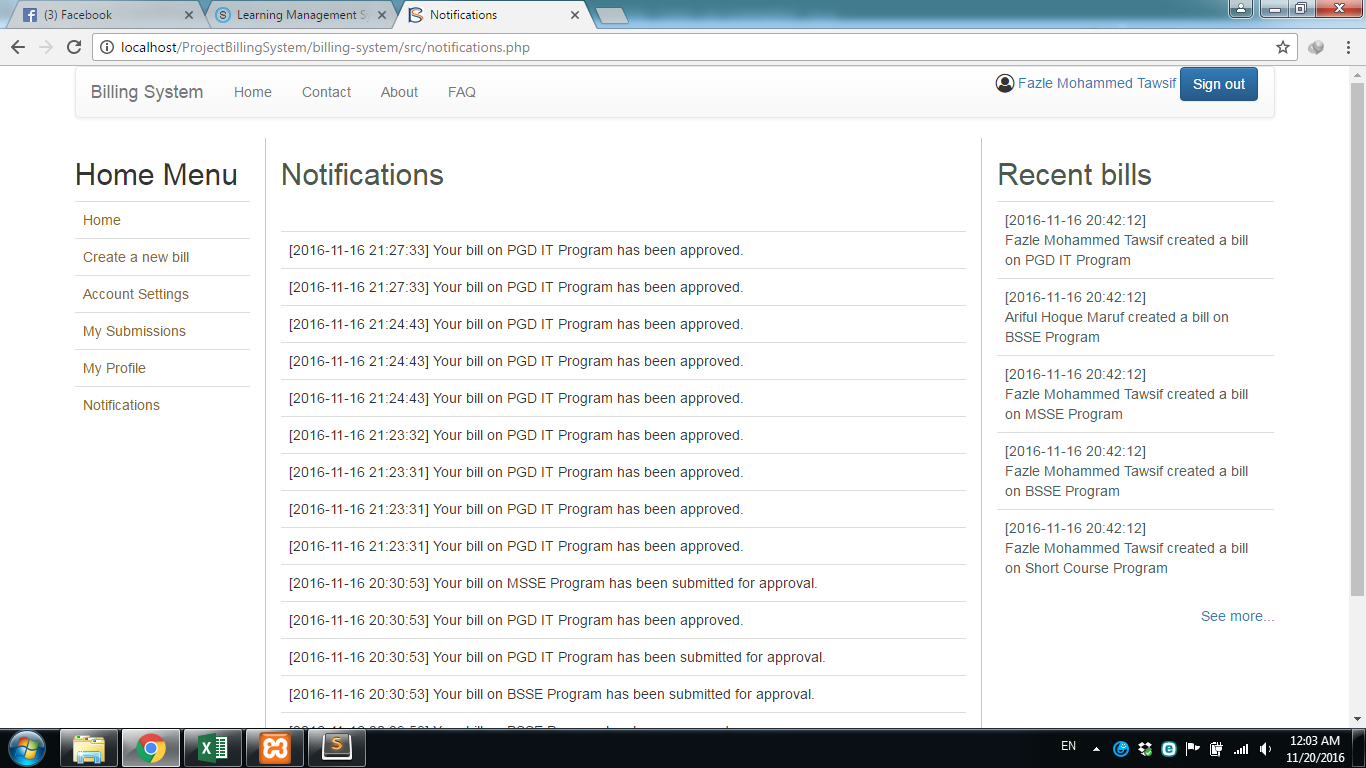 (3) Facebook
Learning Management S
Notifications
localhost/ProjectBillingSystem/billing-system/src/notifications.php
Billing System Home Contact About FAQ Fazle Mohammed Tawsif Sign out
Home Menu
Home
Create a new bill
Account Settings
My Submissions
My Profile
Notifications
Notifications
[2016-11-16 21:27:33] Your bill on PGD IT Program has been approved.
[2016-11-16 21:27:33] Your bill on PGD IT Program has been approved.
[2016-11-16 21:24:43] Your bill on PGD IT Program has been approved.
[2016-11-16 21:24:43] Your bill on PGD IT Program has been approved.
[2016-11-16 21:24:43] Your bill on PGD IT Program has been approved.
[2016-11-16 21:23:32] Your bill on PGD IT Program has been approved.
[2016-11-16 21:23:31] Your bill on PGD IT Program has been approved.
[2016-11-16 21:23:31] Your bill on PGD IT Program has been approved.
[2016-11-16 21:23:31] Your bill on PGD IT Program has been approved.
[2016-11-16 20:30:53] Your bill on MSSE Program has been submitted for approval.
[2016-11-16 20:30:53] Your bill on PGD IT Program has been approved.
[2016-11-16 20:30:53] Your bill on PGD IT Program has been submitted for approval.
[2016-11-16 20:30:53] Your bill on BSSE Program has been submitted for approval.
Recent bills
[2016-11-16 20:42:12]
Fazle Mohammed Tawsif created a bill
on PGD IT Program
[2016-11-16 20:42:12]
Ariful Hoque Maruf created a bill on
BSSE Program
[2016-11-16 20:42:12]
Fazle Mohammed Tawsif created a bill
on MSSE Program
[2016-11-16 20:42:12]
Fazle Mohammed Tawsif created a bill
on BSSE Program
[2016-11-16 20:42:12]
Fazle Mohammed Tawsif created a bill
on Short Course Program
See more...
EN
12:03 AM
11/20/2016